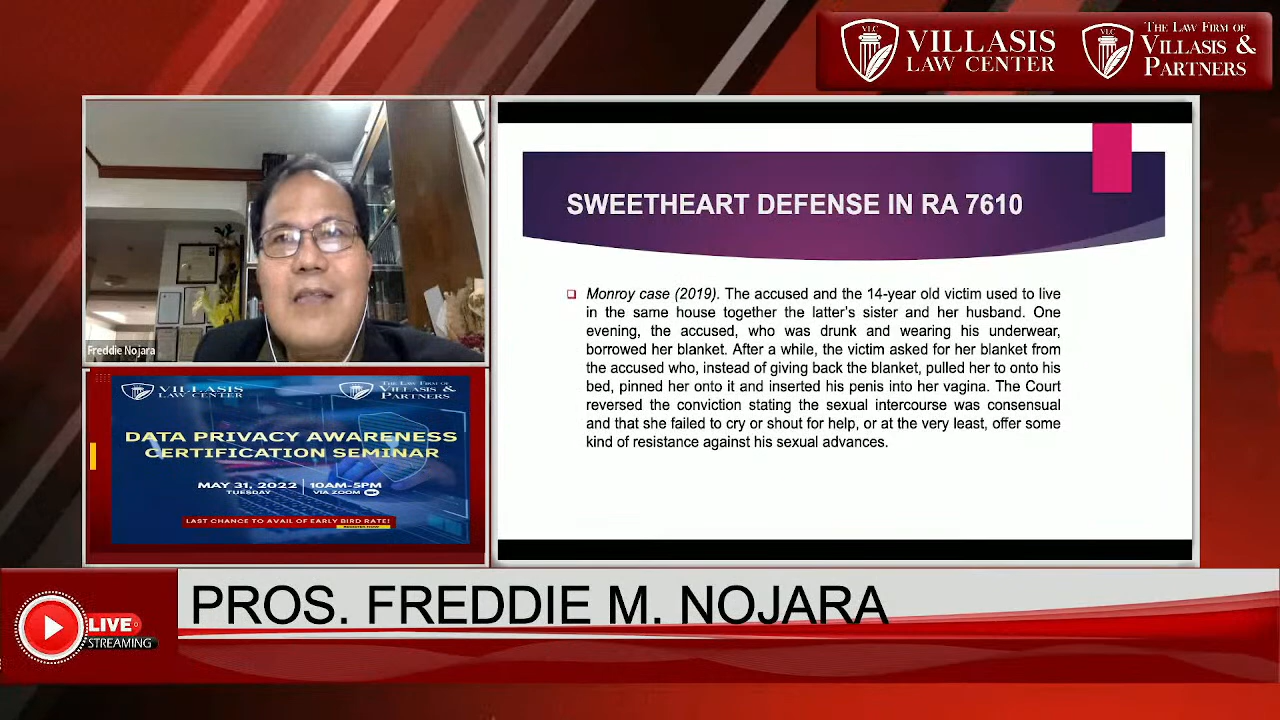 VLC
VILLASIS
LAW CENTER
VLC
THE LAW FIRM OF
VILLASIS &
PARTNERS
Freddie Nojara
SWEETHEART DEFENSE IN RA 7610
Monroy case (2019). The accused and the 14-year old victim used to live
in the same house together the latter's sister and her husband. One
evening, the accused, who was drunk and wearing his underwear,
borrowed her blanket. After a while, the victim asked for her blanket from
the accused who, instead of giving back the blanket, pulled her to onto his
bed, pinned her onto it and inserted his penis into her vagina. The Court
reversed the conviction stating the sexual intercourse was consensual
and that she failed to cry or shout for help, or at the very least, offer some
kind of resistance against his sexual advances.
VILLASIS
LAW CENTER
THE LAW FIRM OF
VILLASIS &
PARTNERS
DATA PRIVACY AWARENESS
CERTIFICATION SEMINAR
MAY 31, 2022
TUESDAY
10AM-5PM
VIA ZOOM
LAST CHANCE TO AVAIL OF EARLY BIRD RATE!
PROS. FREDDIE M. NOJARA
LIVE
STREAMING